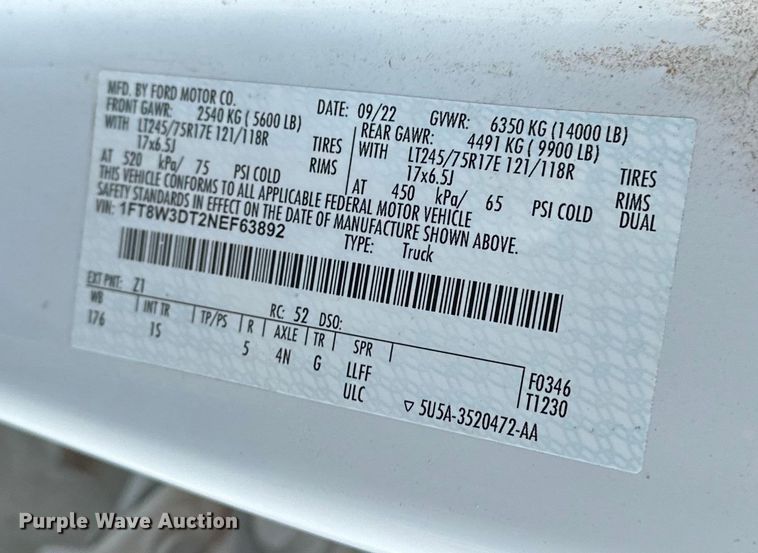 MFD. BY FORD MOTOR CO.
DATE: 09/22 GVWR: 6350 KG (14000 LB)
FRONT GAWR: 2540 KG ( 5600 LB)
REAR GAWR: 4491 KG ( 9900 LB)
WITH LT245/75R17E 121/118R TIRES
WITH LT245/75R17E 121/118R TIRES
17x6.5J RIMS
17x6.5J RIMS
AT 520 kPa/ 75 PSI COLD
AT 450 kPa/ 65 PSI COLD DUAL
THIS VEHICLE CONFORMS TO ALL APPLICABLE FEDERAL MOTOR VEHICLE
SAFETY STANDARDS IN EFFECT ON THE DATE OF MANUFACTURE SHOWN ABOVE.
VIN: 1FT8W3DT2NEF63892
TYPE: Truck
EXT PNT: Z1 RC: 52 DSO:
WB INT TR TP/PS R AXLE TR SPR
176 15 5 4N G LLFF
ULC
F0346
T1230
5U5A-3520472-AA
Purple Wave Auction